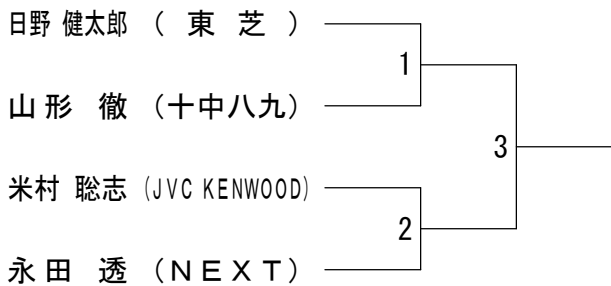 日野 健太郎 (東芝)
1
山形 徹 (十中八九)
3
米村 聡志 (JVC KENWOOD)
2
永田 透 (NEXT)